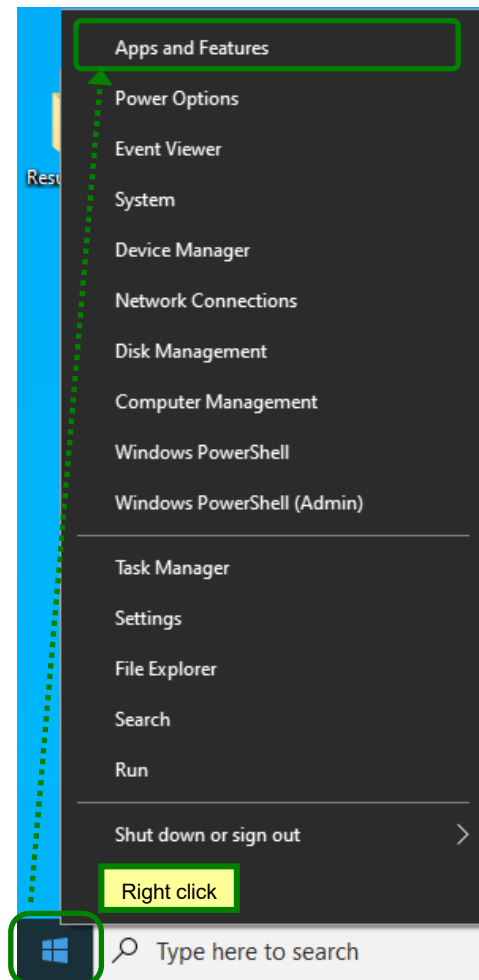 Apps and Features
Power Options
Event Viewer
Resu
System
Device Manager
Network Connections
Disk Management
Computer Management
Windows PowerShell
Windows PowerShell (Admin)
Task Manager
Settings
File Explorer
Search
Run
Shut down or sign out
Right click
Type here to search